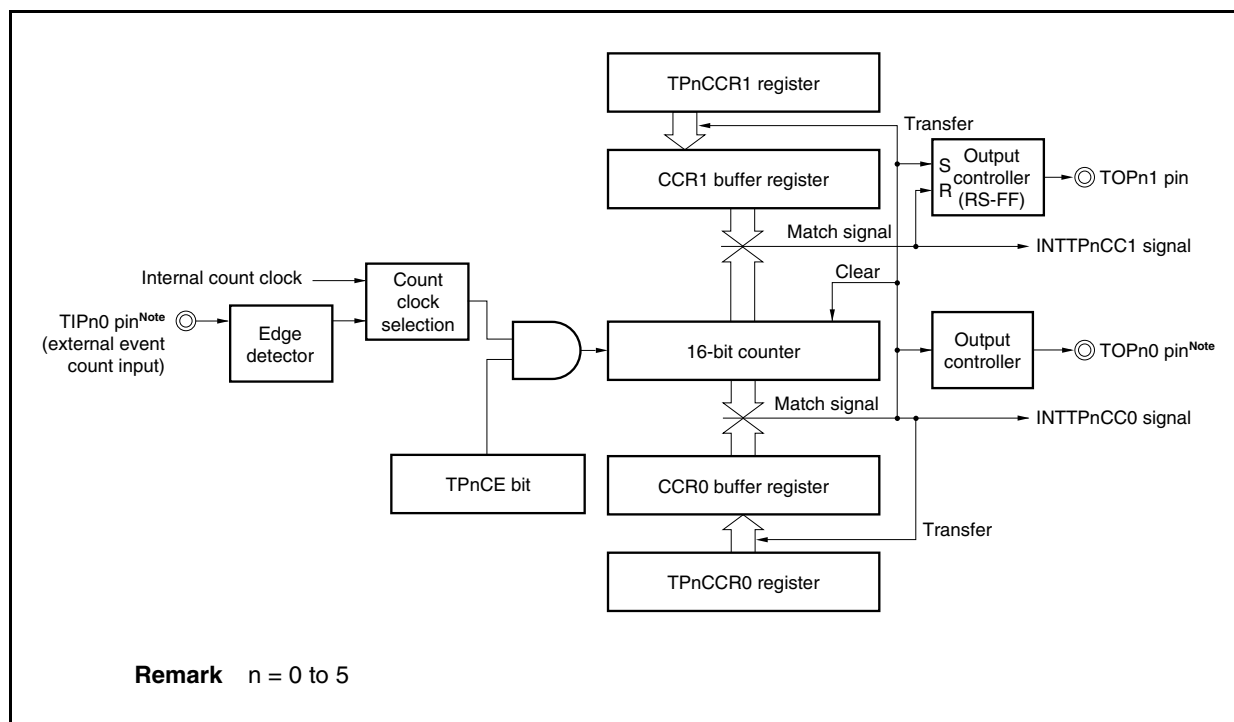 TPnCCR1 register
Transfer
CCR1 buffer register
S
R
Output
controller
(RS-FF)
TOPn1 pin
Match signal
INTTPnCC1 signal
Internal count clock
Count
clock
selection
Clear
TIPn0 pinNote
(external event
count input)
Edge
detector
16-bit counter
Output
controller
TOPn0 pinNote
Match signal
INTTPnCC0 signal
TPnCE bit
CCR0 buffer register
Transfer
TPnCCR0 register
Remark n = 0 to 5